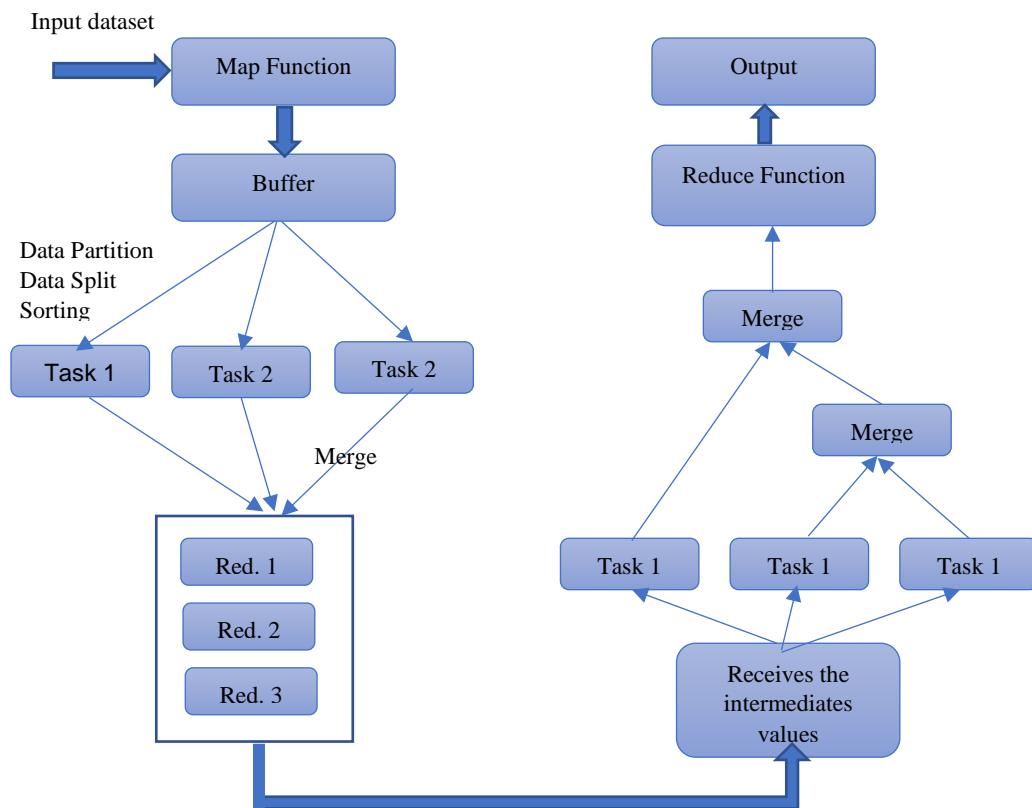 Input dataset
Map Function
Buffer
Data Partition
Data Split
Sorting
Task 1
Task 2
Task 2
Merge
Red. 1
Red. 2
Red. 3
Output
Reduce Function
Merge
Merge
Task 1
Task 1
Task 1
Receives the
intermediates
values